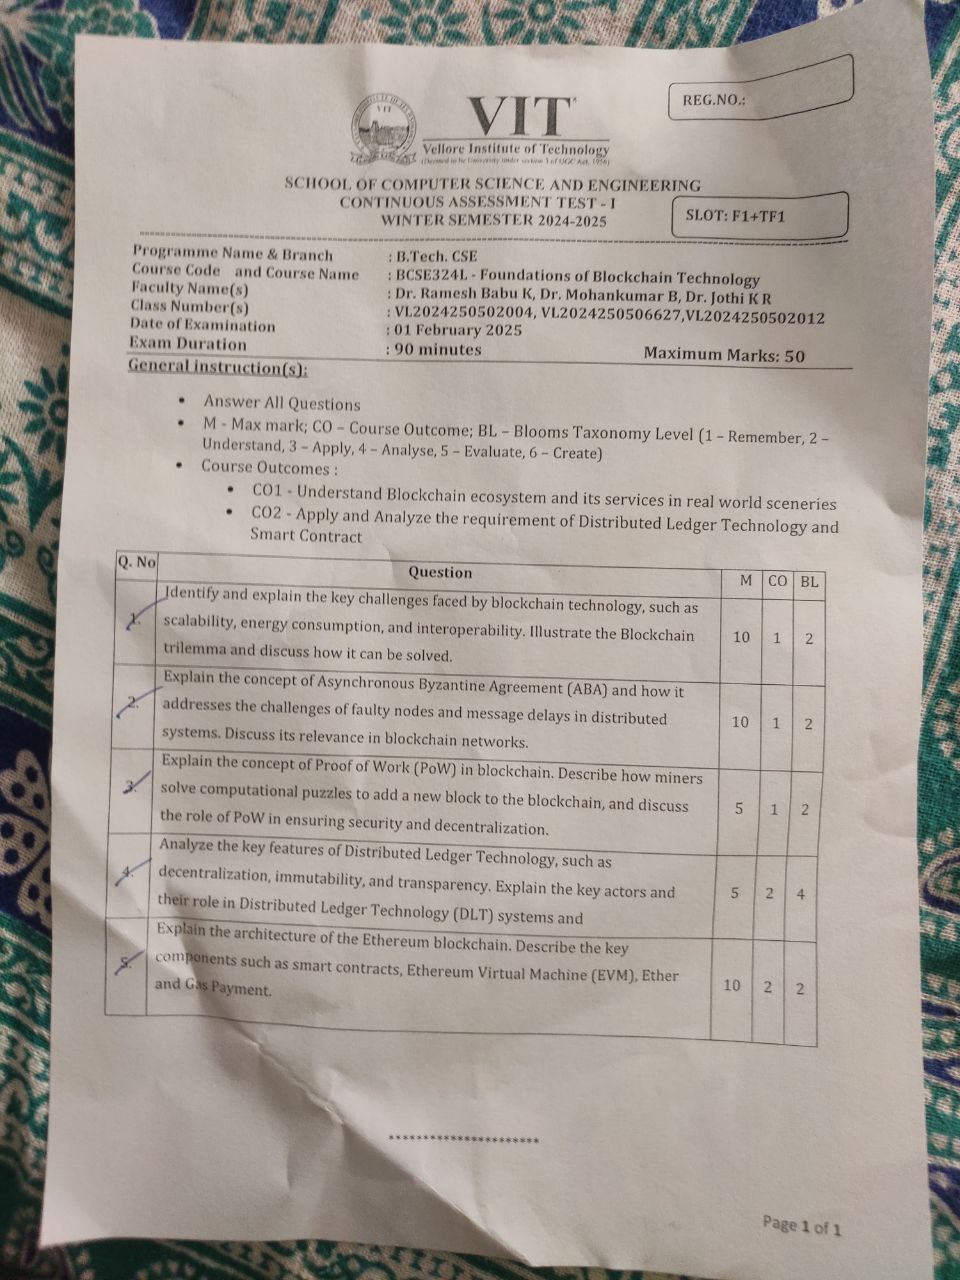 VIT
VIT
Vellore Institute of Technology
(Deemed to be University under section 3 of UGC Act, 1956)
REG.NO.:
SCHOOL OF COMPUTER SCIENCE AND ENGINEERING
CONTINUOUS ASSESSMENT TEST - I
WINTER SEMESTER 2024-2025
SLOT: F1+TF1
Programme Name & Branch : B.Tech. CSE
Course Code and Course Name : BCSE324L - Foundations of Blockchain Technology
Faculty Name(s) : Dr. Ramesh Babu K, Dr. Mohankumar B, Dr. Jothi K R
Class Number(s) : VL2024250502004, VL2024250506627,VL2024250502012
Date of Examination : 01 February 2025
Exam Duration : 90 minutes Maximum Marks: 50
General instruction(s):
• Answer All Questions
• M - Max mark; CO – Course Outcome; BL – Blooms Taxonomy Level (1 – Remember, 2 –
Understand, 3 – Apply, 4 – Analyse, 5 – Evaluate, 6 – Create)
• Course Outcomes :
• CO1 - Understand Blockchain ecosystem and its services in real world sceneries
• CO2 - Apply and Analyze the requirement of Distributed Ledger Technology and
Smart Contract
Q. No Question M CO BL
Identify and explain the key challenges faced by blockchain technology, such as
1. scalability, energy consumption, and interoperability. Illustrate the Blockchain 10 1 2
trilemma and discuss how it can be solved.
Explain the concept of Asynchronous Byzantine Agreement (ABA) and how it
2. addresses the challenges of faulty nodes and message delays in distributed 10 1 2
systems. Discuss its relevance in blockchain networks.
Explain the concept of Proof of Work (PoW) in blockchain. Describe how miners
3. solve computational puzzles to add a new block to the blockchain, and discuss 5 1 2
the role of PoW in ensuring security and decentralization.
Analyze the key features of Distributed Ledger Technology, such as
4. decentralization, immutability, and transparency. Explain the key actors and 5 2 4
their role in Distributed Ledger Technology (DLT) systems and
Explain the architecture of the Ethereum blockchain. Describe the key
5. components such as smart contracts, Ethereum Virtual Machine (EVM), Ether 10 2 2
and Gas Payment.
**********************
Page 1 of 1